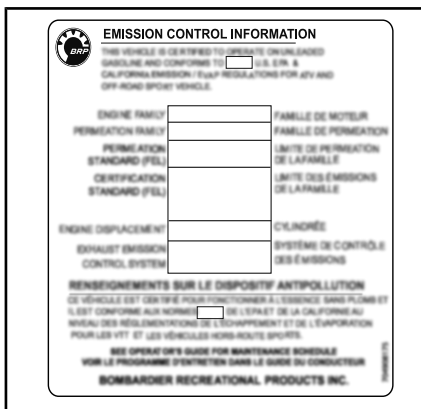 BRP
EMISSION CONTROL INFORMATION
THIS VEHICLE IS CERTIFIED TO OPERATE ON UNLEADED
GASOLINE AND CONFORMS TO U.S. EPA &
CALIFORNIA EMISSION / EVAP REGULATIONS FOR ATV AND
OFF-ROAD SPORT VEHICLE.
ENGINE FAMILY FAMILLE DE MOTEUR
PERMEATION FAMILY FAMILLE DE PERMEATION
PERMEATION LIMITE DE PERMEATION
STANDARD (FEL) DE LA FAMILLE
CERTIFICATION LIMITE DES ÉMISSIONS
STANDARD (FEL) DE LA FAMILLE
ENGINE DISPLACEMENT CYLINDRÉE
EXHAUST EMISSION SYSTÈME DE CONTRÔLE
CONTROL SYSTEM DES ÉMISSIONS
RENSEIGNEMENTS SUR LE DISPOSITIF ANTIPOLLUTION
CE VÉHICULE EST CERTIFIÉ POUR FONCTIONNER À L'ESSENCE SANS PLOMB ET
IL EST CONFORME AUX NORMES DE L'EPA ET DE LA CALIFORNIE AU
NIVEAU DES RÉGLEMENTATIONS DE L'ÉCHAPPEMENT ET DE L'ÉVAPORATION
POUR LES VTT ET LES VÉHICULES HORS-ROUTE SPORTS.
SEE OPERATOR'S GUIDE FOR MAINTENANCE SCHEDULE
VOIR LE PROGRAMME D'ENTRETIEN DANS LE GUIDE DU CONDUCTEUR
BOMBARDIER RECREATIONAL PRODUCTS INC.